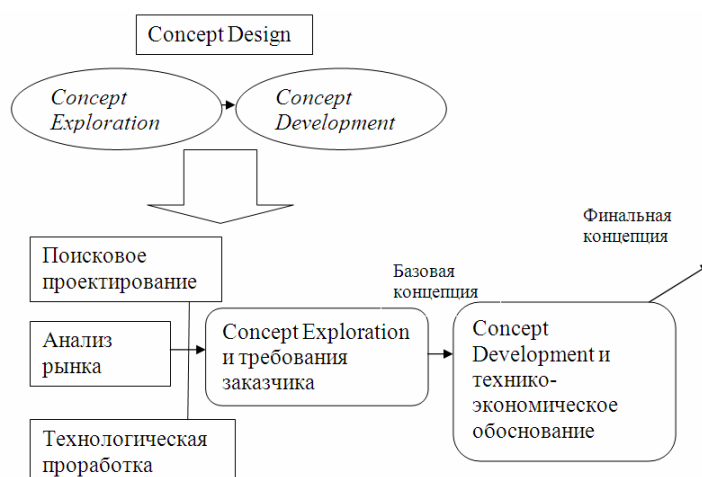 Concept Design
Concept
Exploration
Concept
Development
Финальная
концепция
Поисковое
проектирование
Базовая
концепция
Анализ
рынка
Concept Exploration
и требования
заказчика
Concept
Development и
технико-
экономическое
обоснование
Технологическая
проработка